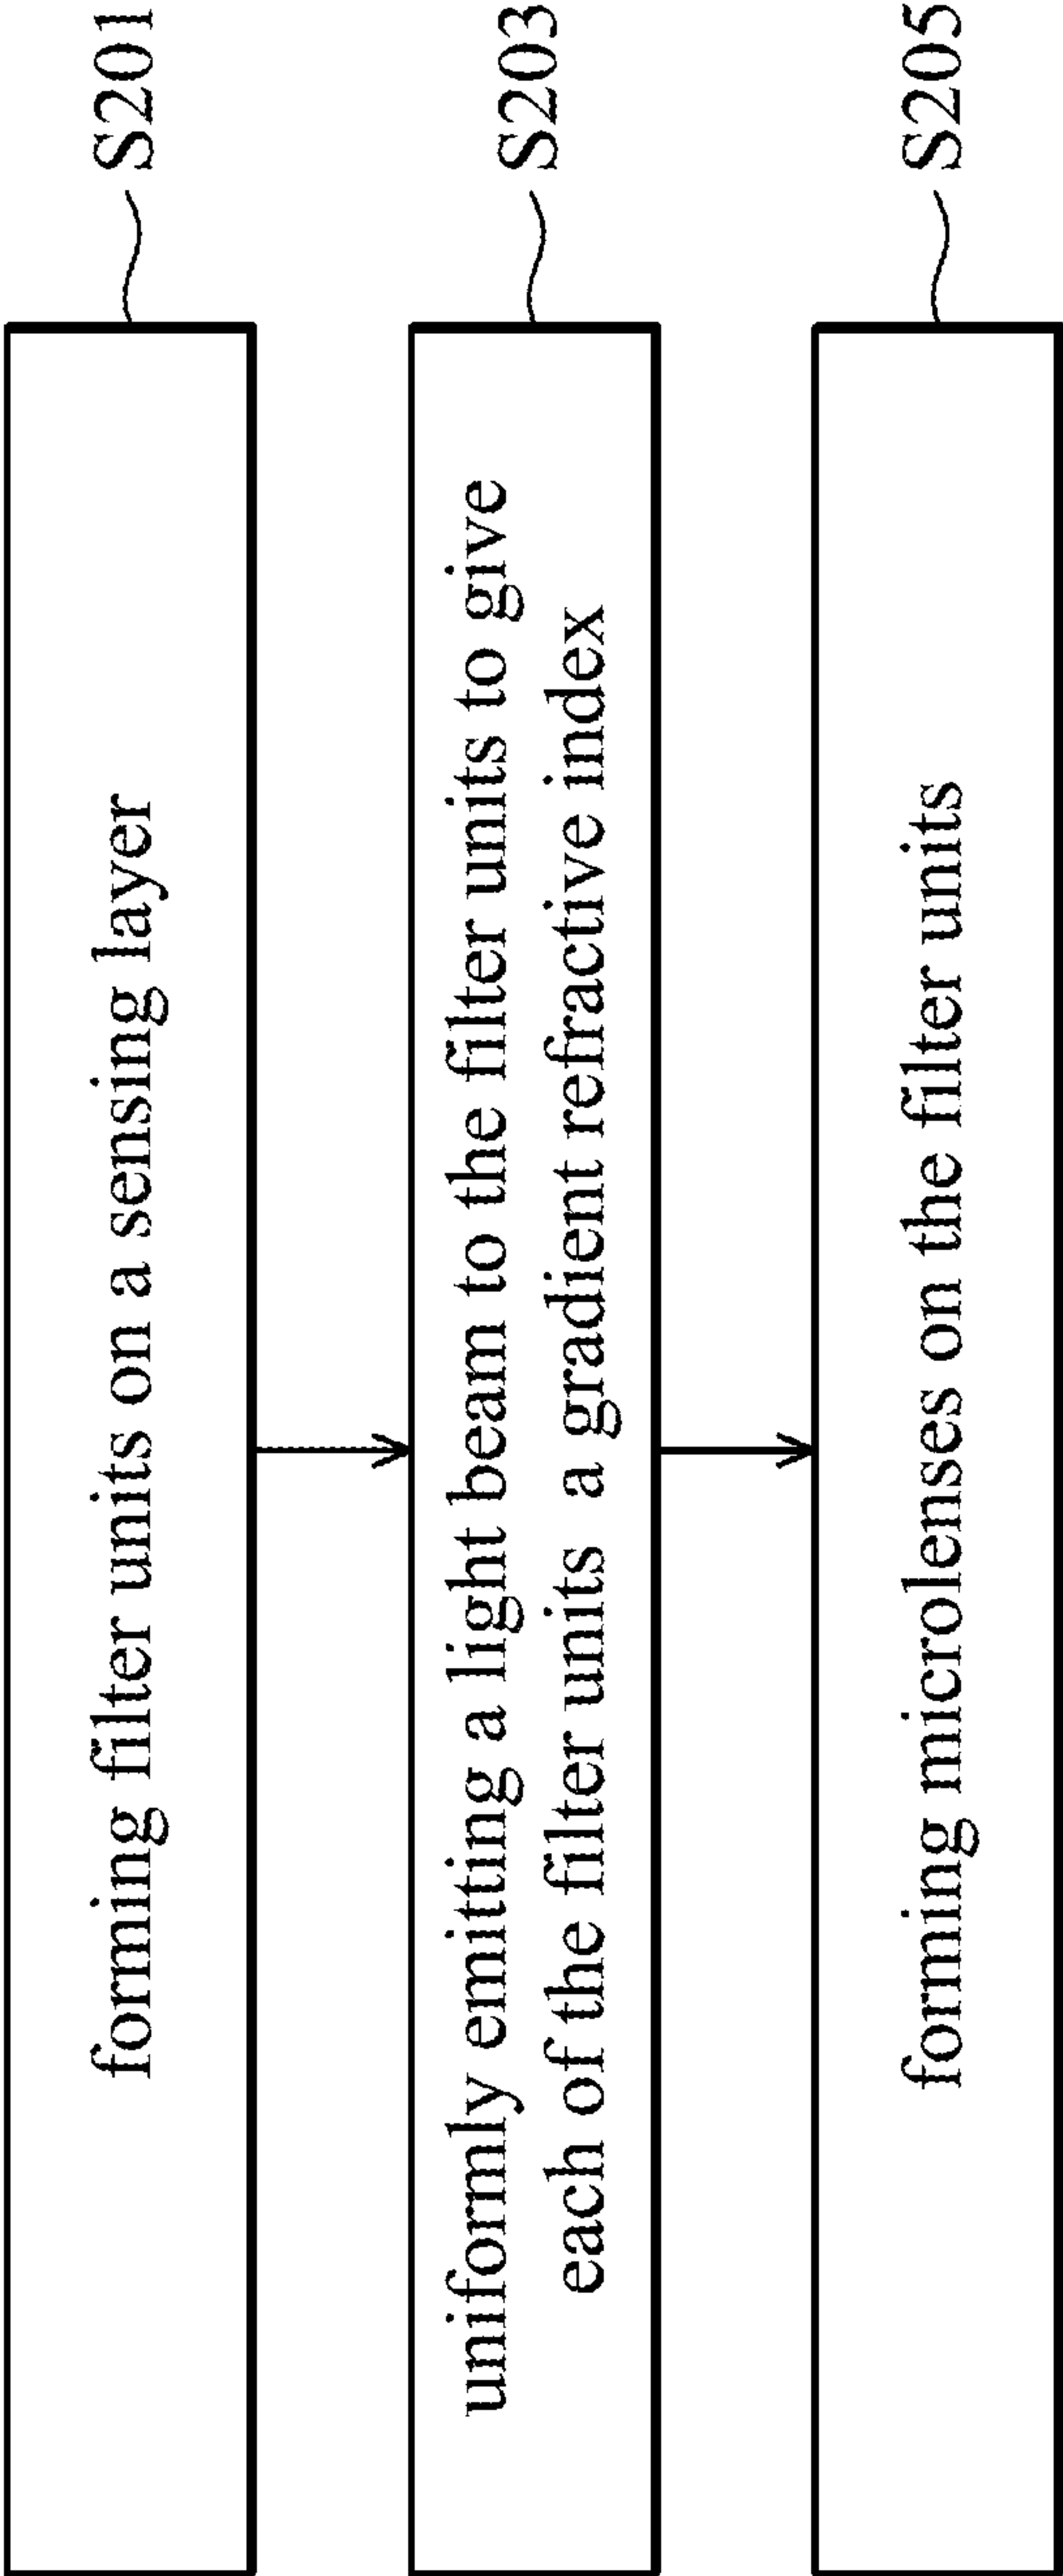 forming filter units on a sensing layer
S201
uniformly emitting a light beam to the filter units to give
each of the filter units a gradient refractive index
S203
forming microlenses on the filter units
S205